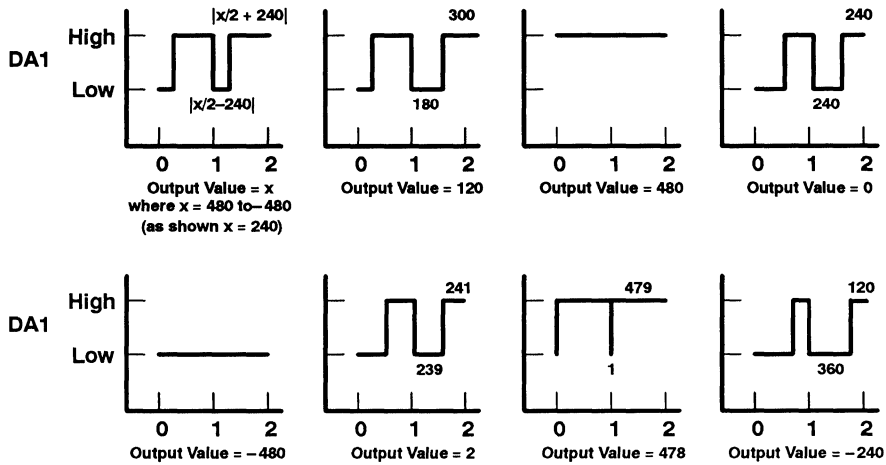 |x/2 + 240| 300 240
High
DA1
Low
|x/2–240| 180 240
0 1 2 0 1 2 0 1 2 0 1 2
Output Value = x Output Value = 120 Output Value = 480 Output Value = 0
where x = 480 to–480
(as shown x = 240)
241 479 120
High
DA1
Low
239 1 360
0 1 2 0 1 2 0 1 2 0 1 2
Output Value = –480 Output Value = 2 Output Value = 478 Output Value = –240